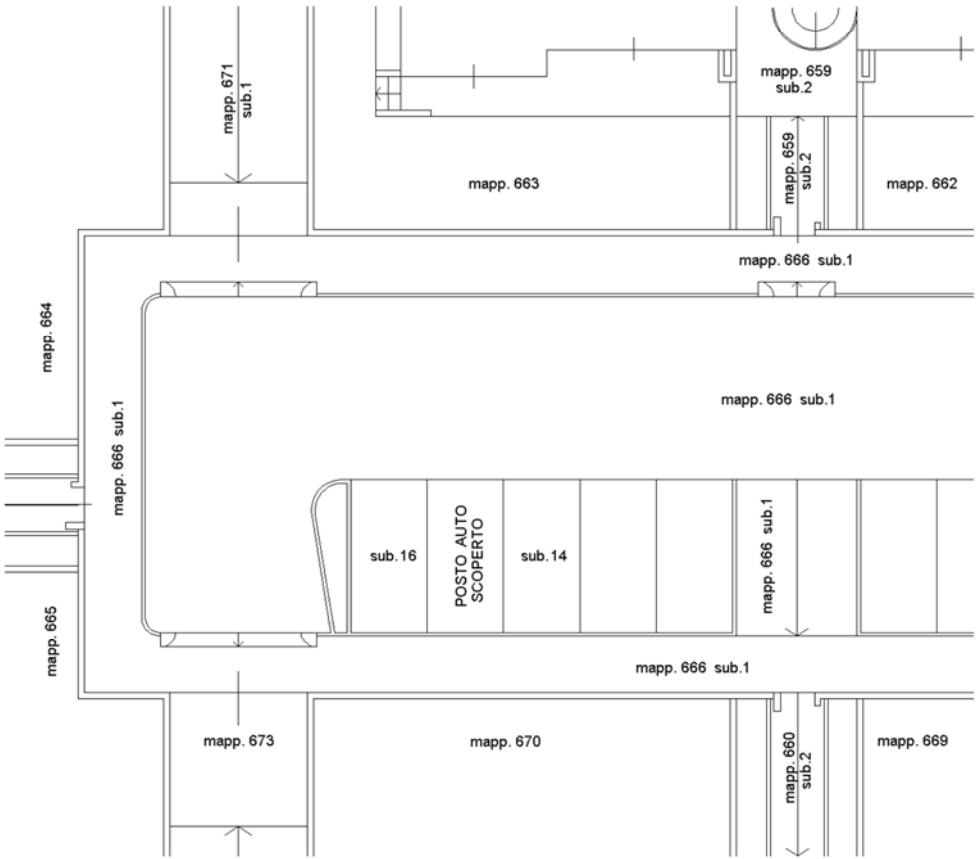 mapp. 671
sub.1
mapp. 659
sub.2
mapp. 659
sub.2
mapp. 663
mapp. 662
mapp. 666 sub.1
mapp. 664
mapp. 666 sub.1
mapp. 666 sub.1
sub.16
POSTO AUTO
SCOPERTO
sub.14
mapp. 666 sub.1
mapp. 665
mapp. 666 sub.1
mapp. 673
mapp. 670
mapp. 660
sub.2
mapp. 669